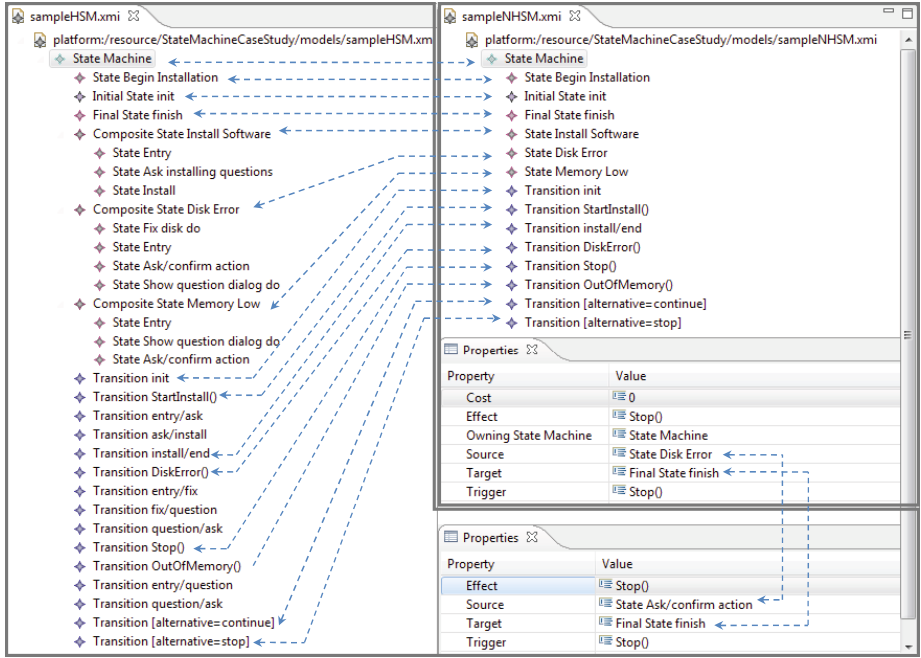 sampleHSM.xmi
platform:/resource/StateMachineCaseStudy/models/sampleHSM.xm
State Machine
State Begin Installation
Initial State init
Final State finish
Composite State Install Software
State Entry
State Ask installing questions
State Install
Composite State Disk Error
State Fix disk do
State Entry
State Ask/confirm action
State Show question dialog do
Composite State Memory Low
State Entry
State Show question dialog do
State Ask/confirm action
Transition init
Transition StartInstall()
Transition entry/ask
Transition ask/install
Transition install/end
Transition DiskError()
Transition entry/fix
Transition fix/question
Transition question/ask
Transition Stop()
Transition OutOfMemory()
Transition entry/question
Transition question/ask
Transition [alternative=continue]
Transition [alternative=stop]
sampleNHSM.xmi
platform:/resource/StateMachineCaseStudy/models/sampleNHSM.xmi
State Machine
State Begin Installation
Initial State init
Final State finish
State Install Software
State Disk Error
State Memory Low
Transition init
Transition StartInstall()
Transition install/end
Transition DiskError()
Transition Stop()
Transition OutOfMemory()
Transition [alternative=continue]
Transition [alternative=stop]
Properties
Property Value
Cost 0
Effect Stop()
Owning State Machine State Machine
Source State Disk Error
Target Final State finish
Trigger Stop()
Properties
Property Value
Effect Stop()
Source State Ask/confirm action
Target Final State finish
Trigger Stop()